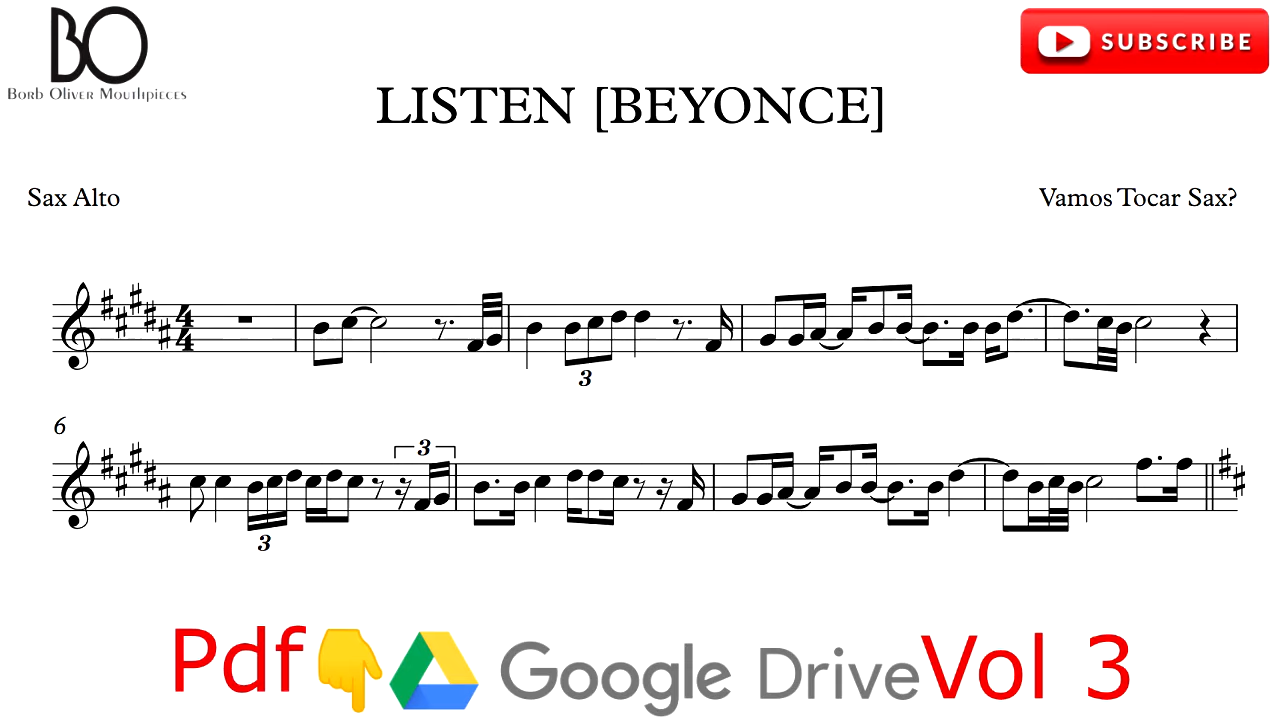 BO
Borb Oliver Mouthpieces
SUBSCRIBE
LISTEN [BEYONCE]
Sax Alto
Vamos Tocar Sax?
4
4
3
6
3
3
Pdf Google Drive Vol 3